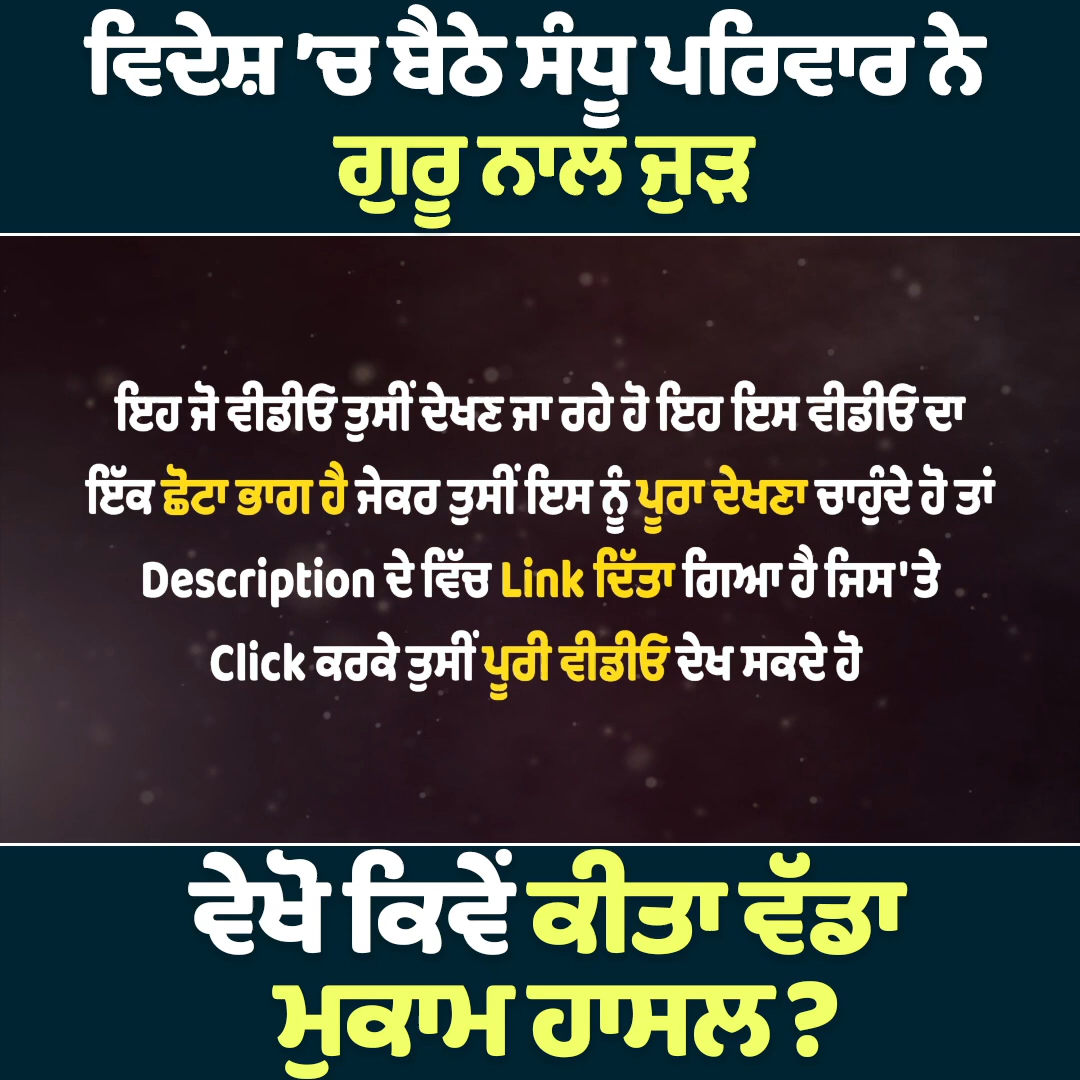 ਵਿਦੇਸ਼ 'ਚ ਬੈਠੇ ਸੰਧੂ ਪਰਿਵਾਰ ਨੇ
ਗੁਰੂ ਨਾਲ ਜੁੜ
ਇਹ ਜੋ ਵੀਡੀਓ ਤੁਸੀਂ ਦੇਖਣ ਜਾ ਰਹੇ ਹੋ ਇਹ ਇਸ ਵੀਡੀਓ ਦਾ
ਇੱਕ ਛੋਟਾ ਭਾਗ ਹੈ ਜੇਕਰ ਤੁਸੀਂ ਇਸ ਨੂੰ ਪੂਰਾ ਦੇਖਣਾ ਚਾਹੁੰਦੇ ਹੋ ਤਾਂ
Description ਦੇ ਵਿੱਚ Link ਦਿੱਤਾ ਗਿਆ ਹੈ ਜਿਸ'ਤੇ
Click ਕਰਕੇ ਤੁਸੀਂ ਪੂਰੀ ਵੀਡੀਓ ਦੇਖ ਸਕਦੇ ਹੋ
ਵੇਖੋ ਕਿਵੇਂ ਕੀਤਾ ਵੱਡਾ
ਮੁਕਾਮ ਹਾਸਲ ?